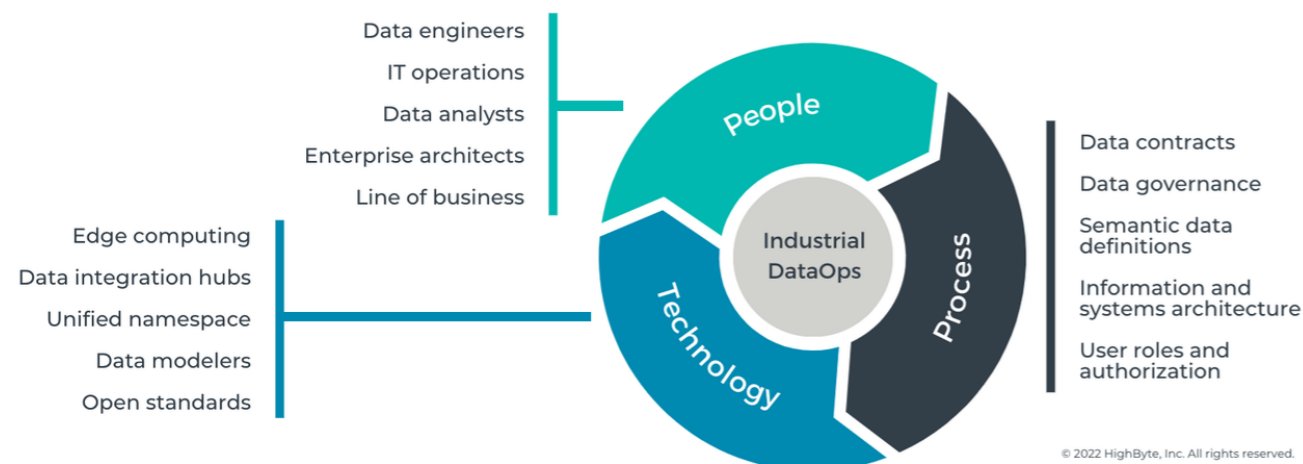 Data engineers
IT operations
Data analysts
Enterprise architects
Line of business
Edge computing
Data integration hubs
Unified namespace
Data modelers
Open standards
People
Industrial
DataOps
Technology
Process
Data contracts
Data governance
Semantic data
definitions
Information and
systems architecture
User roles and
authorization
© 2022 HighByte, Inc. All rights reserved.